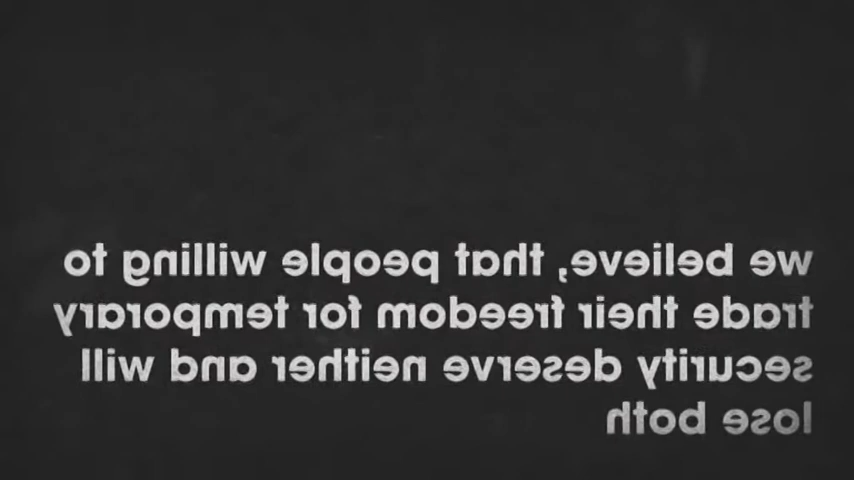 we believe, that people willing to
trade their freedom for temporary
security deserve neither and will
lose both